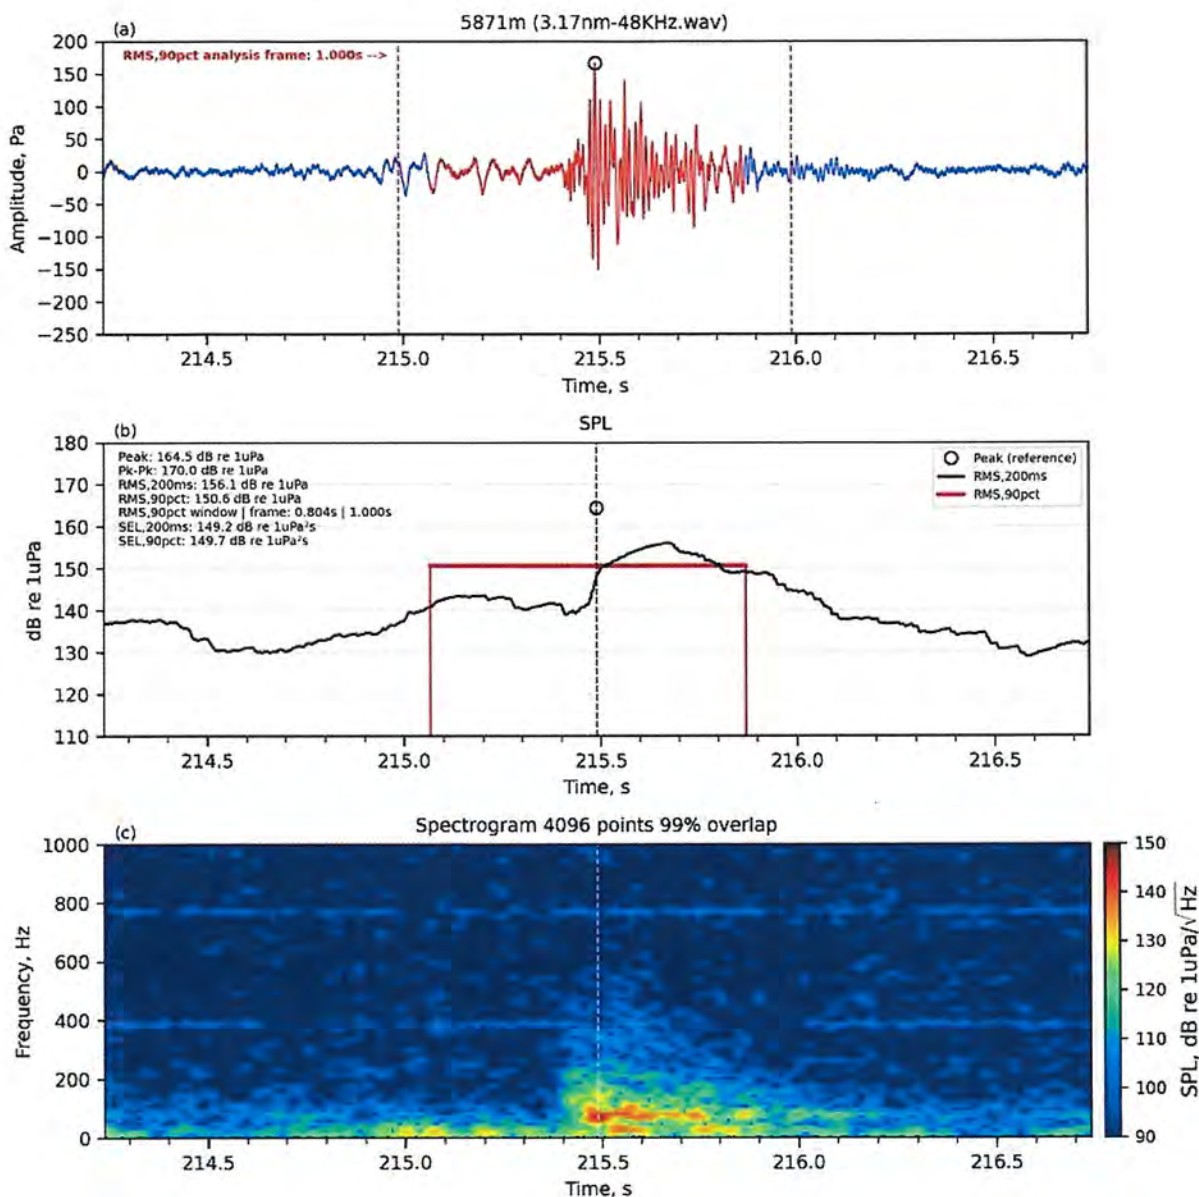 (a)
5871m (3.17nm-48KHz.wav)
RMS,90pct analysis frame: 1.000s -->
200
150
100
50
0
−50
−100
−150
−200
−250
Amplitude, Pa
214.5 215.0 215.5 216.0 216.5
Time, s
(b)
SPL
Peak: 164.5 dB re 1uPa
Pk-Pk: 170.0 dB re 1uPa
RMS,200ms: 156.1 dB re 1uPa
RMS,90pct: 150.6 dB re 1uPa
RMS,90pct window | frame: 0.804s | 1.000s
SEL,200ms: 149.2 dB re 1uPa²s
SEL,90pct: 149.7 dB re 1uPa²s
Peak (reference)
RMS,200ms
RMS,90pct
180
170
160
150
140
130
120
110
dB re 1uPa
214.5 215.0 215.5 216.0 216.5
Time, s
(c)
Spectrogram 4096 points 99% overlap
1000
800
600
400
200
0
Frequency, Hz
214.5 215.0 215.5 216.0 216.5
Time, s
150
140
130
120
110
100
90
SPL, dB re 1uPa/√Hz